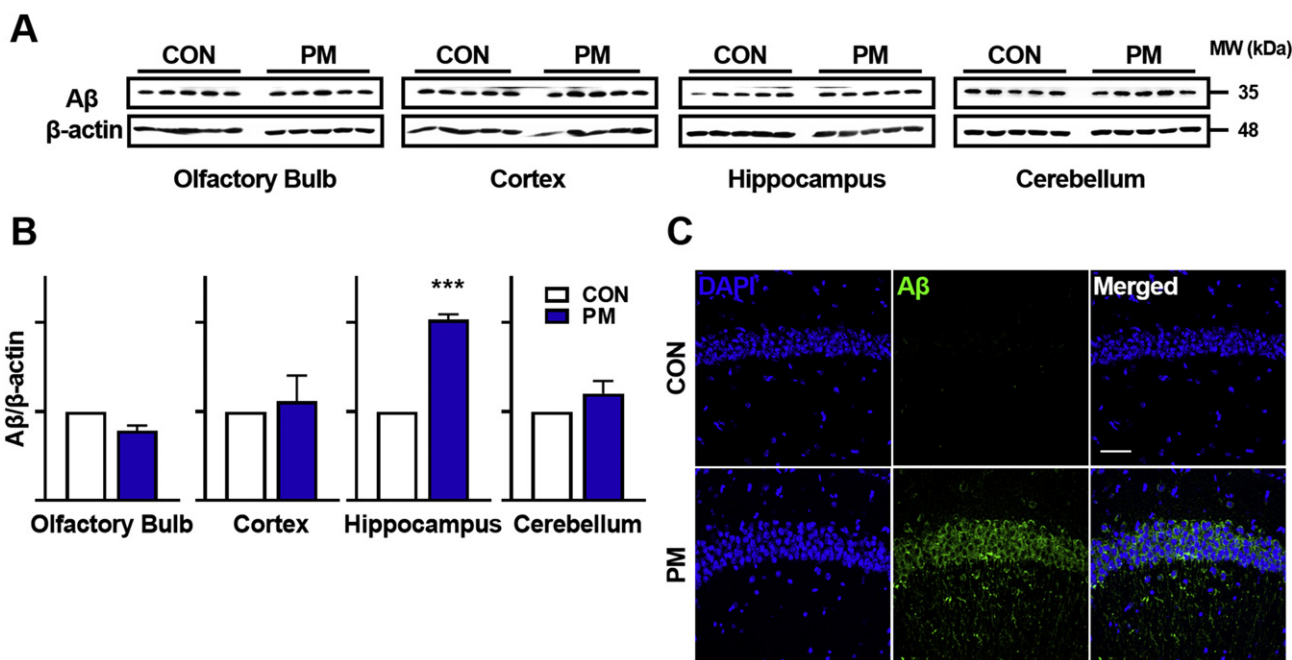 A
CON PM CON PM CON PM CON PM MW (kDa)
Aβ 35
β-actin 48
Olfactory Bulb Cortex Hippocampus Cerebellum
B
Aβ/β-actin
***
CON
PM
Olfactory Bulb Cortex Hippocampus Cerebellum
C
DAPI Aβ Merged
CON
PM